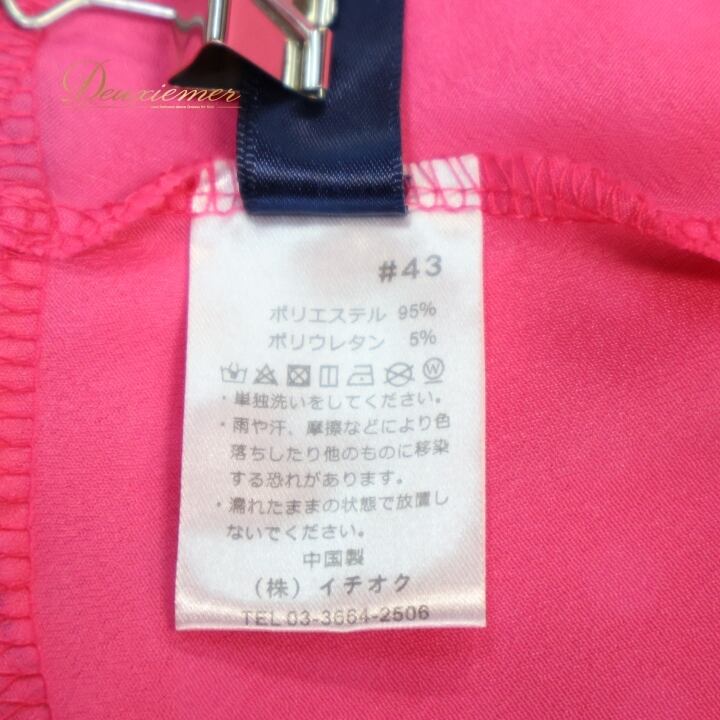 Deuxiemer
#43
ポリエステル 95%
ポリウレタン 5%
・単独洗いをしてください。
・雨や汗、摩擦などにより色
落ちしたり他のものに移染
する恐れがあります。
・濡れたままの状態で放置し
ないでください。
中国製
（株）イチオク
TEL 03-3664-2506